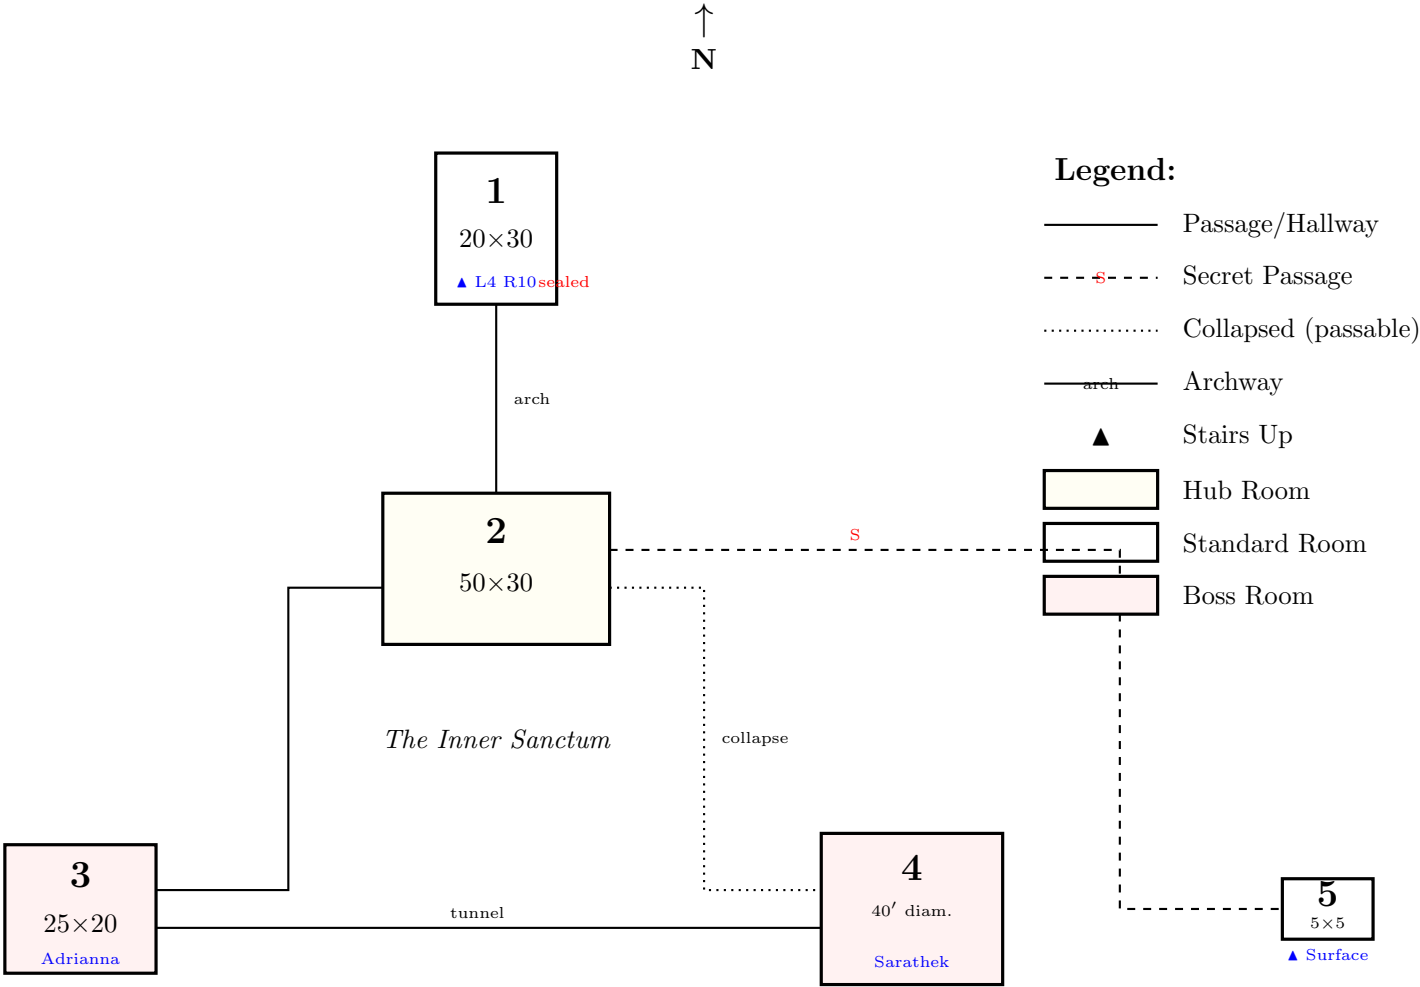 ↑
N
1
20×30
▲ L4 R10 sealed
arch
2
50×30
S
The Inner Sanctum
collapse
3
25×20
Adrianna
tunnel
4
40′ diam.
Sarathek
5
5×5
▲ Surface
Legend:
Passage/Hallway
S Secret Passage
Collapsed (passable)
arch Archway
▲ Stairs Up
Hub Room
Standard Room
Boss Room